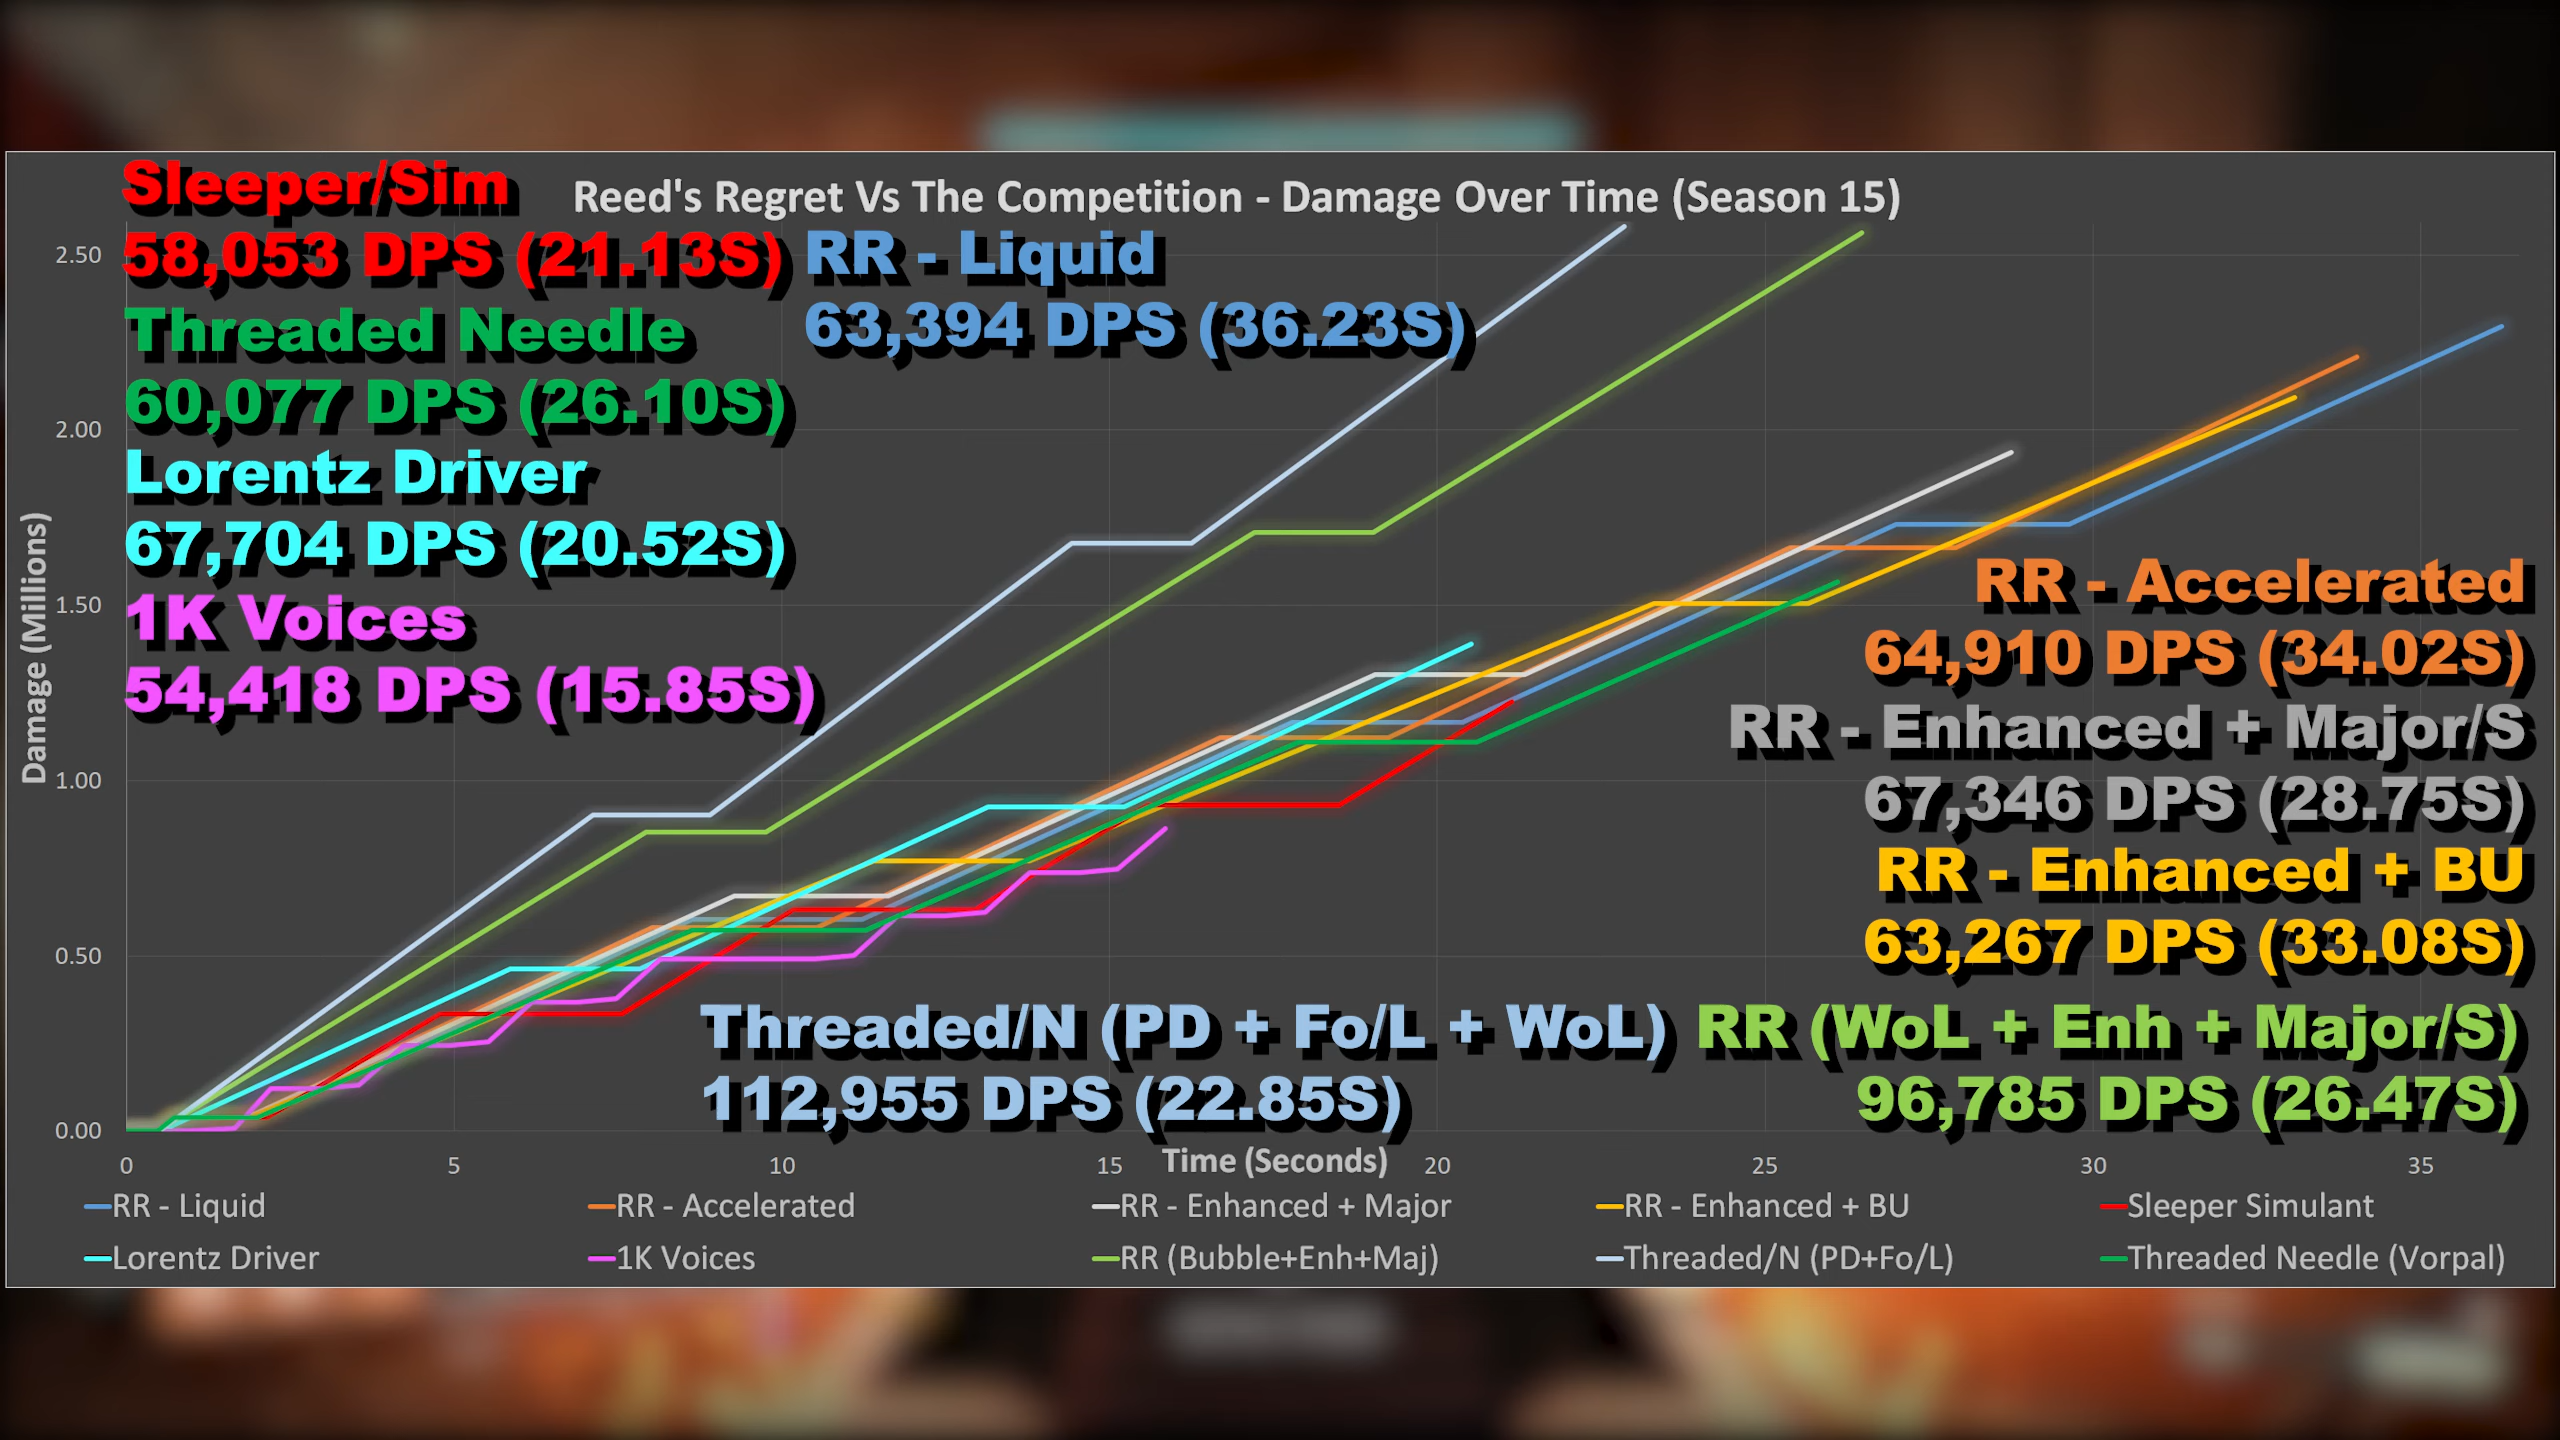 Reed's Regret Vs The Competition - Damage Over Time (Season 15)
Sleeper/Sim
58,053 DPS (21.13S)
Threaded Needle
60,077 DPS (26.10S)
Lorentz Driver
67,704 DPS (20.52S)
1K Voices
54,418 DPS (15.85S)
RR - Liquid
63,394 DPS (36.23S)
RR - Accelerated
64,910 DPS (34.02S)
RR - Enhanced + Major/S
67,346 DPS (28.75S)
RR - Enhanced + BU
63,267 DPS (33.08S)
Threaded/N (PD + Fo/L + WoL)
112,955 DPS (22.85S)
RR (WoL + Enh + Major/S)
96,785 DPS (26.47S)
Damage (Millions)
2.50
2.00
1.50
1.00
0.50
0.00
0 5 10 15 20 25 30 35
Time (Seconds)
RR - Liquid RR - Accelerated RR - Enhanced + Major RR - Enhanced + BU Sleeper Simulant
Lorentz Driver 1K Voices RR (Bubble+Enh+Maj) Threaded/N (PD+Fo/L) Threaded Needle (Vorpal)